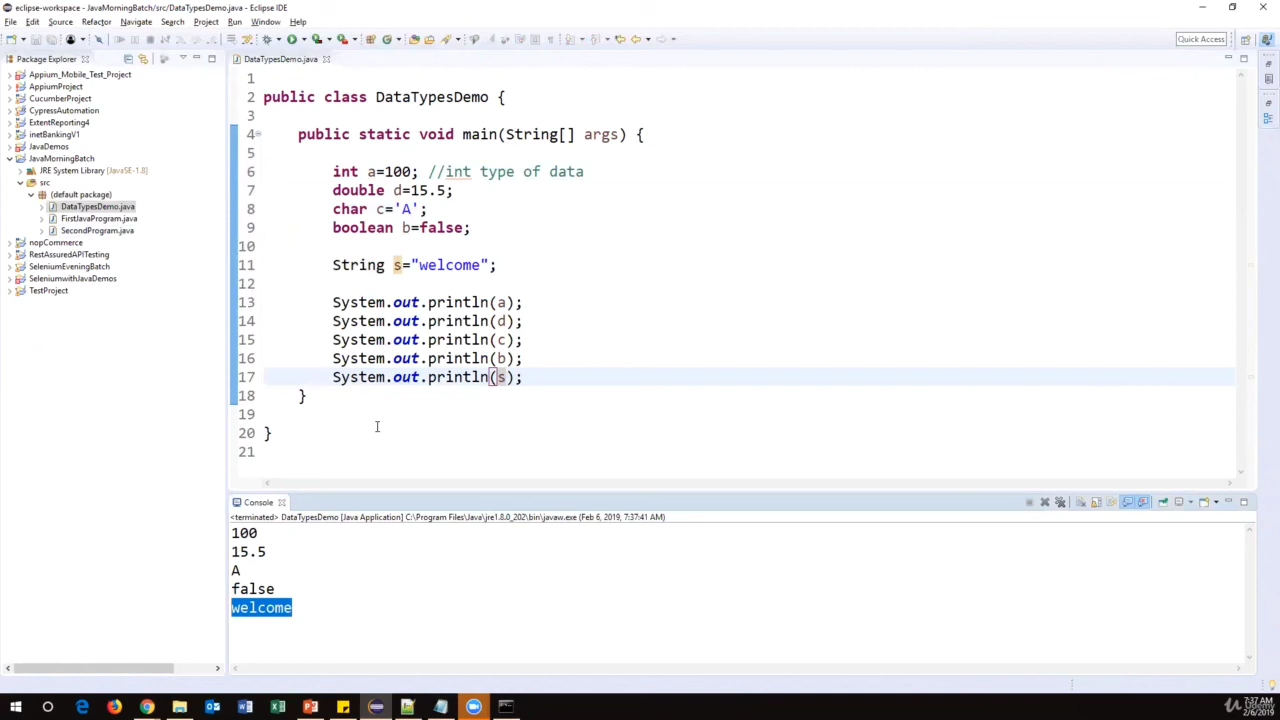 eclipse-workspace - JavaMorningBatch/src/DataTypesDemo.java - Eclipse IDE
File Edit Source Refactor Navigate Search Project Run Window Help
Quick Access
Package Explorer
DataTypesDemo.java
Appium_Mobile_Test_Project
AppiumProject
CucumberProject
CypressAutomation
ExtentReporting4
inetBankingV1
JavaDemos
JavaMorningBatch
JRE System Library [JavaSE-1.8]
src
(default package)
DataTypesDemo.java
FirstJavaProgram.java
SecondProgram.java
nopCommerce
RestAssuredAPITesting
SeleniumEveningBatch
SeleniumwithJavaDemos
TestProject
1
2 public class DataTypesDemo {
3
4 public static void main(String[] args) {
5
6 int a=100; //int type of data
7 double d=15.5;
8 char c='A';
9 boolean b=false;
10
11 String s="welcome";
12
13 System.out.println(a);
14 System.out.println(d);
15 System.out.println(c);
16 System.out.println(b);
17 System.out.println(s);
18 }
19
20 }
21
Console
<terminated> DataTypesDemo [Java Application] C:\Program Files\Java\jre1.8.0_202\bin\javaw.exe (Feb 6, 2019, 7:37:41 AM)
100
15.5
A
false
welcome
7:37 AM
Udemy
2/6/2019